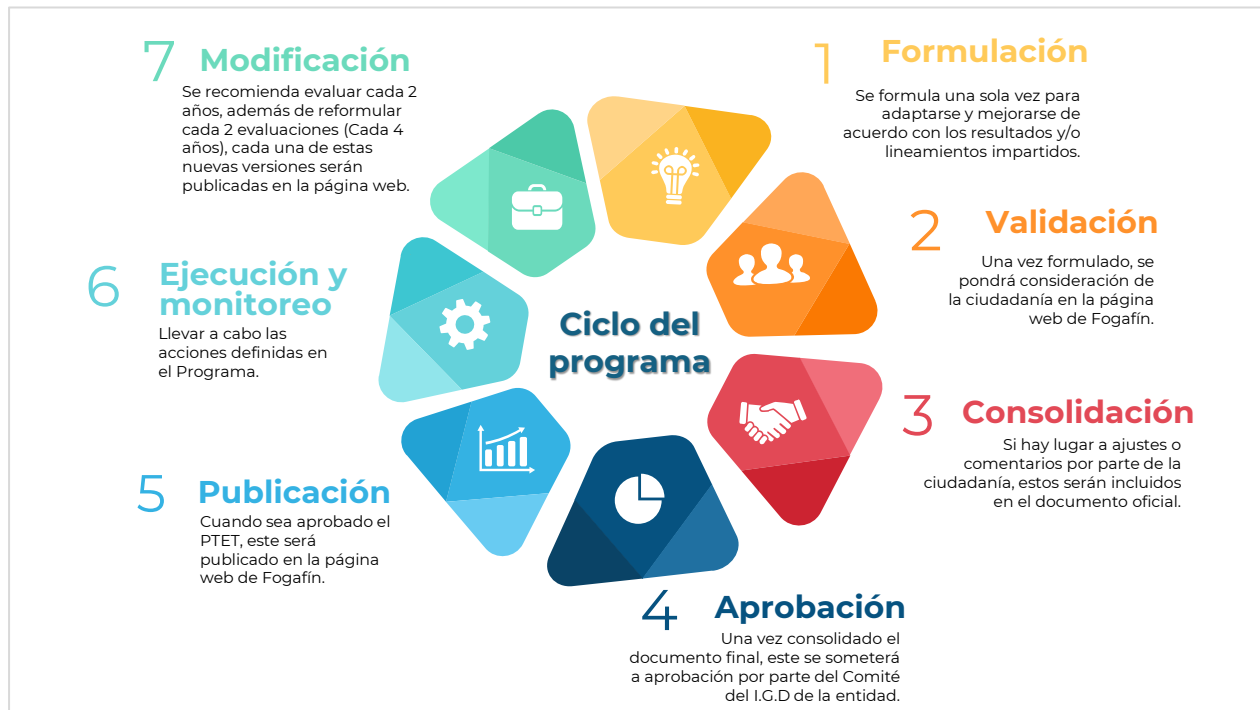 Ciclo del
programa
1
Formulación
Se formula una sola vez para
adaptarse y mejorarse de
acuerdo con los resultados y/o
lineamientos impartidos.
2
Validación
Una vez formulado, se
pondrá consideración de
la ciudadanía en la página
web de Fogafín.
3
Consolidación
Si hay lugar a ajustes o
comentarios por parte de la
ciudadanía, estos serán incluidos
en el documento oficial.
4
Aprobación
Una vez consolidado el
documento final, este se someterá
a aprobación por parte del Comité
del I.G.D de la entidad.
5
Publicación
Cuando sea aprobado el
PTET, este será
publicado en la página
web de Fogafín.
6
Ejecución y
monitoreo
Llevar a cabo las
acciones definidas en
el Programa.
7
Modificación
Se recomienda evaluar cada 2
años, además de reformular
cada 2 evaluaciones (Cada 4
años), cada una de estas
nuevas versiones serán
publicadas en la página web.